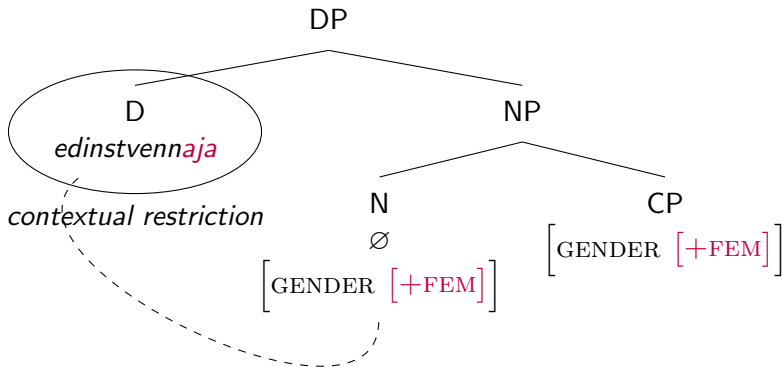 DP
D
edinstvennaja
NP
contextual restriction
N
∅
[GENDER [+FEM]]
CP
[GENDER [+FEM]]